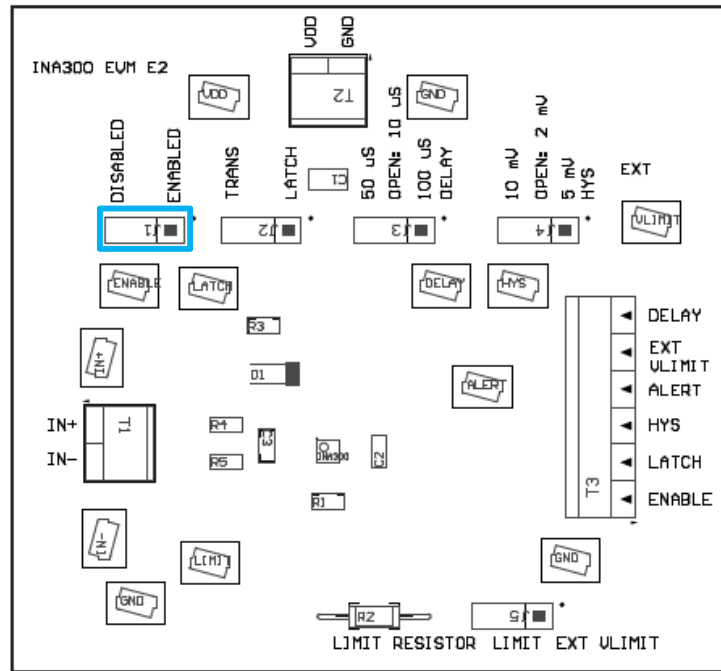 VDD
GND
INA300 EVM E2
VDD
T2
GND
DISABLED
ENABLED
TRANS
LATCH
C1
50 uS
OPEN: 10 uS
100 uS
DELAY
10 mV
OPEN: 2 mV
5 mV
HYS
EXT
VLIMIT
J1
J2
J3
J4
ENABLE
LATCH
DELAY
HYS
R3
IN+
D1
ALERT
DELAY
EXT
VLIMIT
ALERT
HYS
LATCH
ENABLE
T3
IN+
IN-
T1
R4
R5
C3
INA300
C2
R1
IN-
LIMIT
GND
GND
R2
J5
LIMIT RESISTOR LIMIT EXT VLIMIT